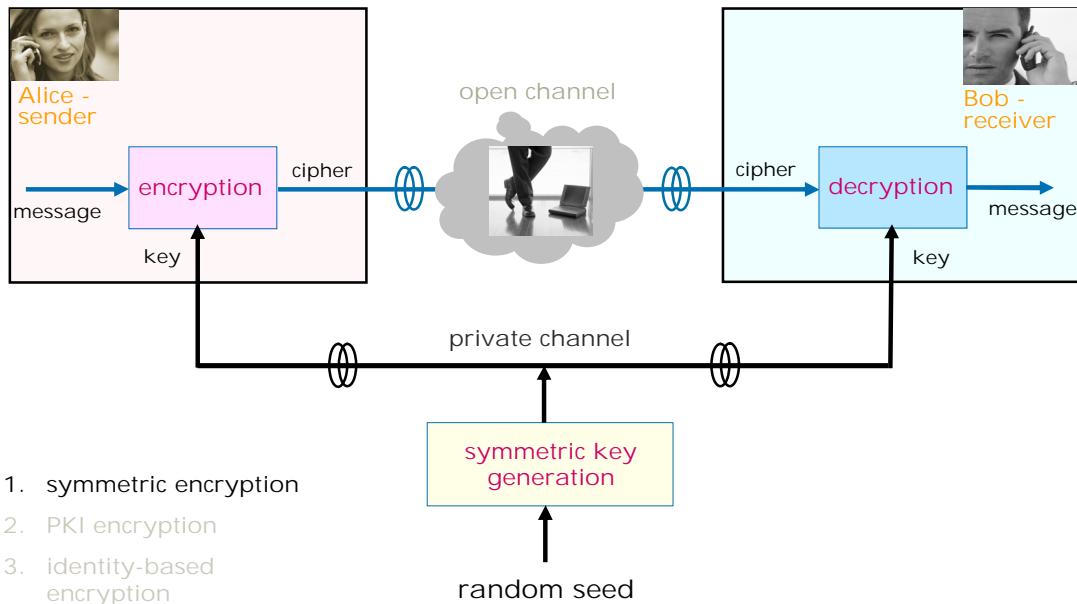 Alice -
sender
open channel
Bob -
receiver
encryption
cipher
cipher
decryption
message
message
key
key
private channel
symmetric key
generation
1. symmetric encryption
2. PKI encryption
3. identity-based
encryption
random seed